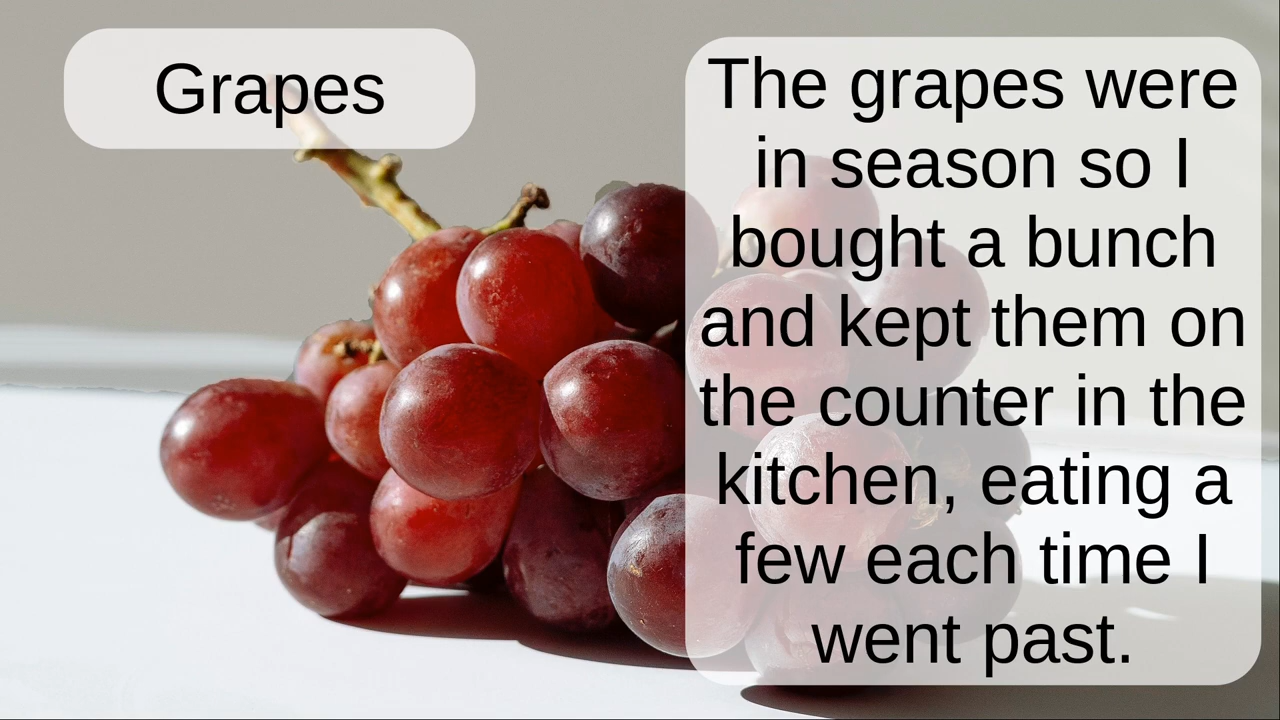 Grapes
The grapes were
in season so I
bought a bunch
and kept them on
the counter in the
kitchen, eating a
few each time I
went past.